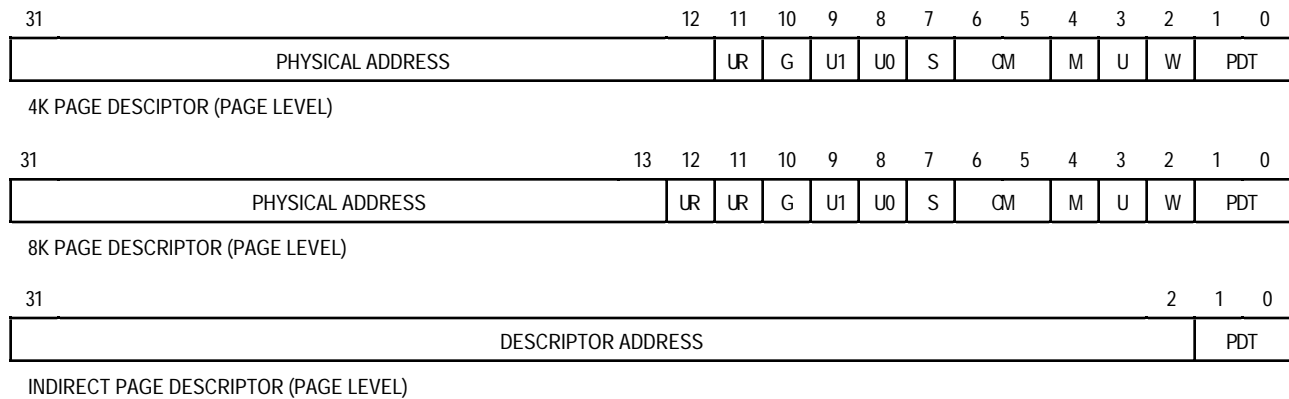 31 12 11 10 9 8 7 6 5 4 3 2 1 0
PHYSICAL ADDRESS UR G U1 U0 S CM M U W PDT
4K PAGE DESCIPTOR (PAGE LEVEL)
31 13 12 11 10 9 8 7 6 5 4 3 2 1 0
PHYSICAL ADDRESS UR UR G U1 U0 S CM M U W PDT
8K PAGE DESCRIPTOR (PAGE LEVEL)
31 2 1 0
DESCRIPTOR ADDRESS PDT
INDIRECT PAGE DESCRIPTOR (PAGE LEVEL)